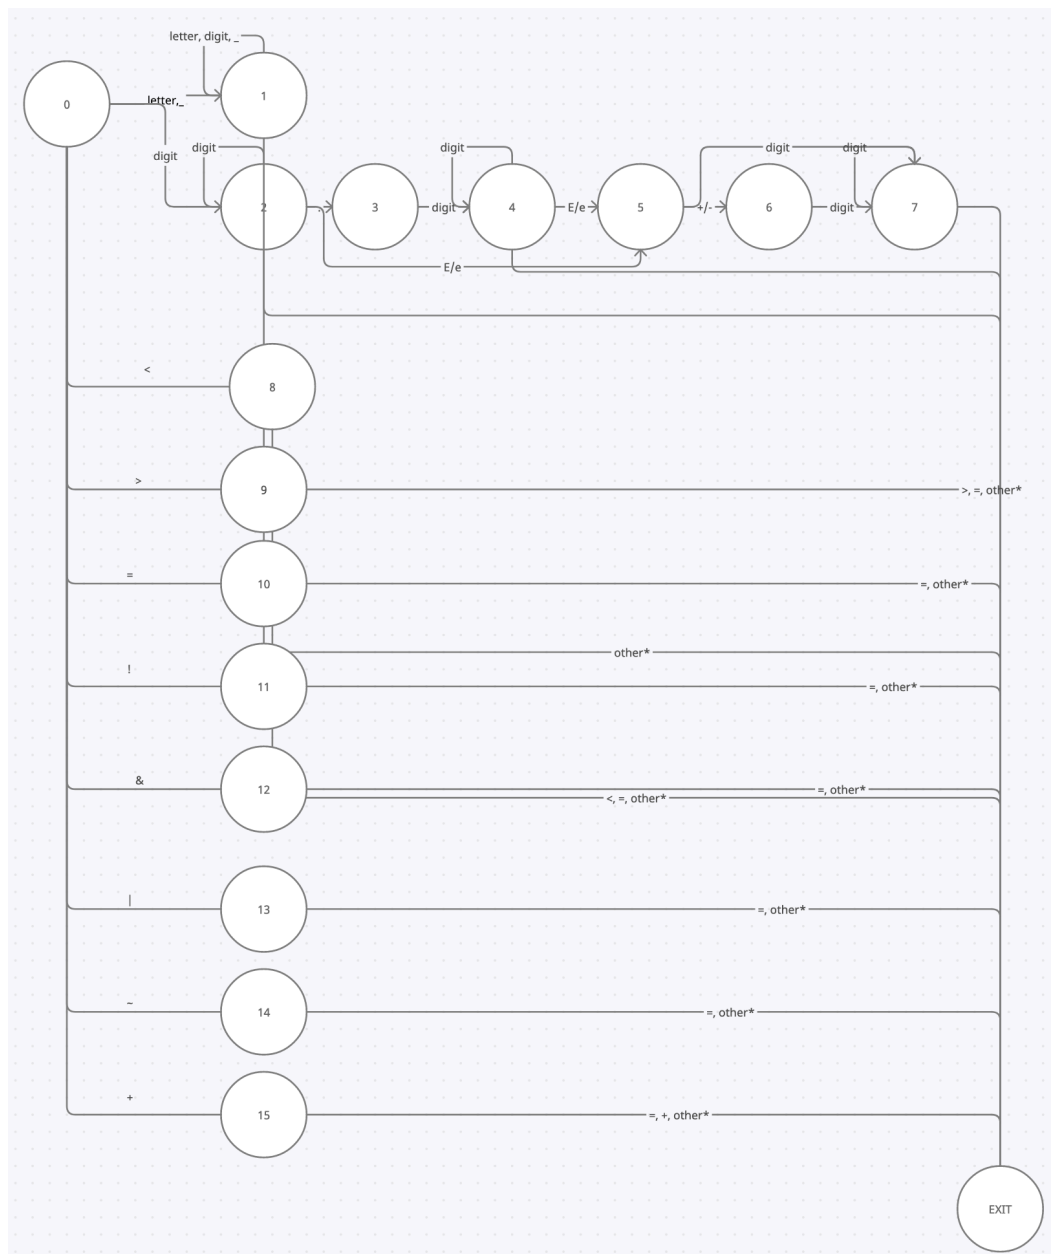 letter, digit, _
0
letter,_
1
digit
digit
digit
digit
digit
2
.
3
digit
4
E/e
5
+/-
6
digit
7
E/e
<
8
>
9
>, =, other*
=
10
=, other*
other*
!
11
=, other*
&
12
=, other*
<, =, other*
|
13
=, other*
~
14
=, other*
+
15
=, +, other*
EXIT